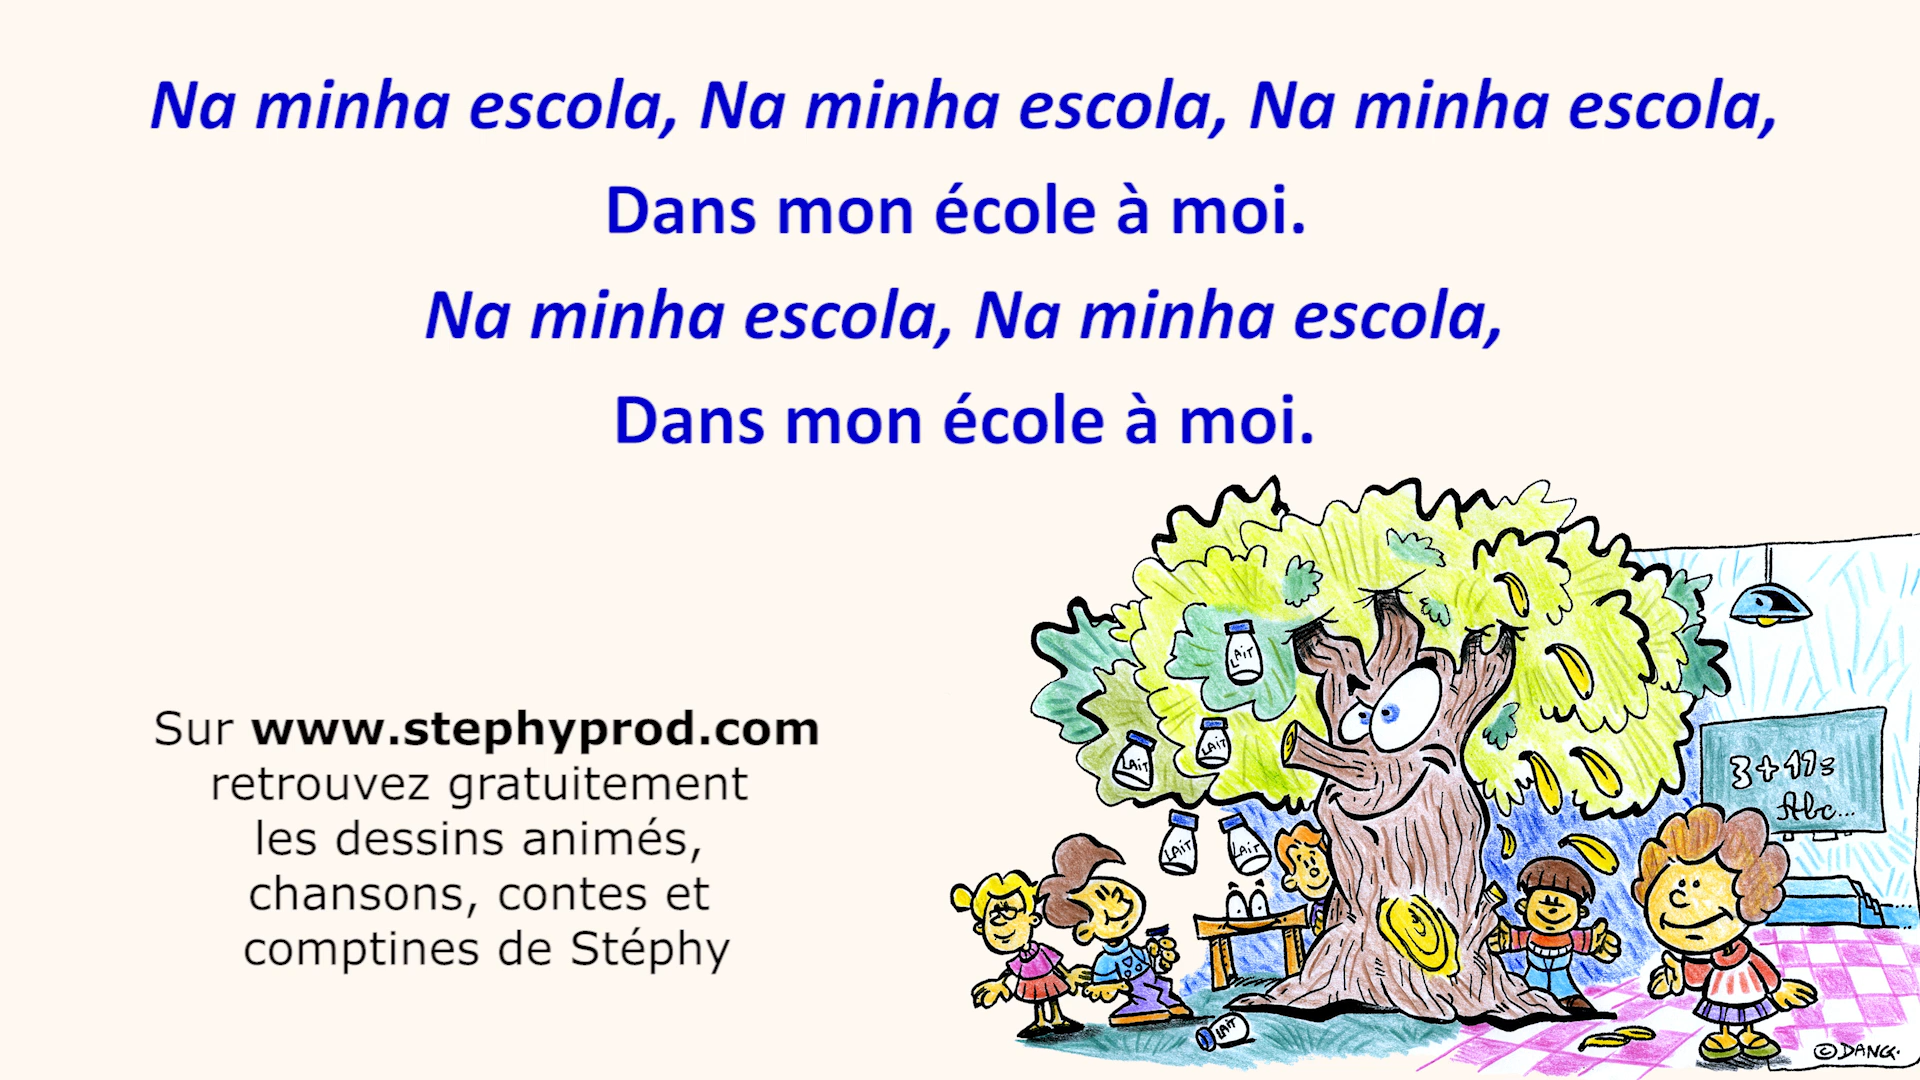 Na minha escola, Na minha escola, Na minha escola,
Dans mon école à moi.
Na minha escola, Na minha escola,
Dans mon école à moi.
Sur www.stephyprod.com
retrouvez gratuitement
les dessins animés,
chansons, contes et
comptines de Stéphy
LAiT
LAiT
LAiT
LAiT
LAiT
LAiT
3+19=
Abc...
©DANGR.